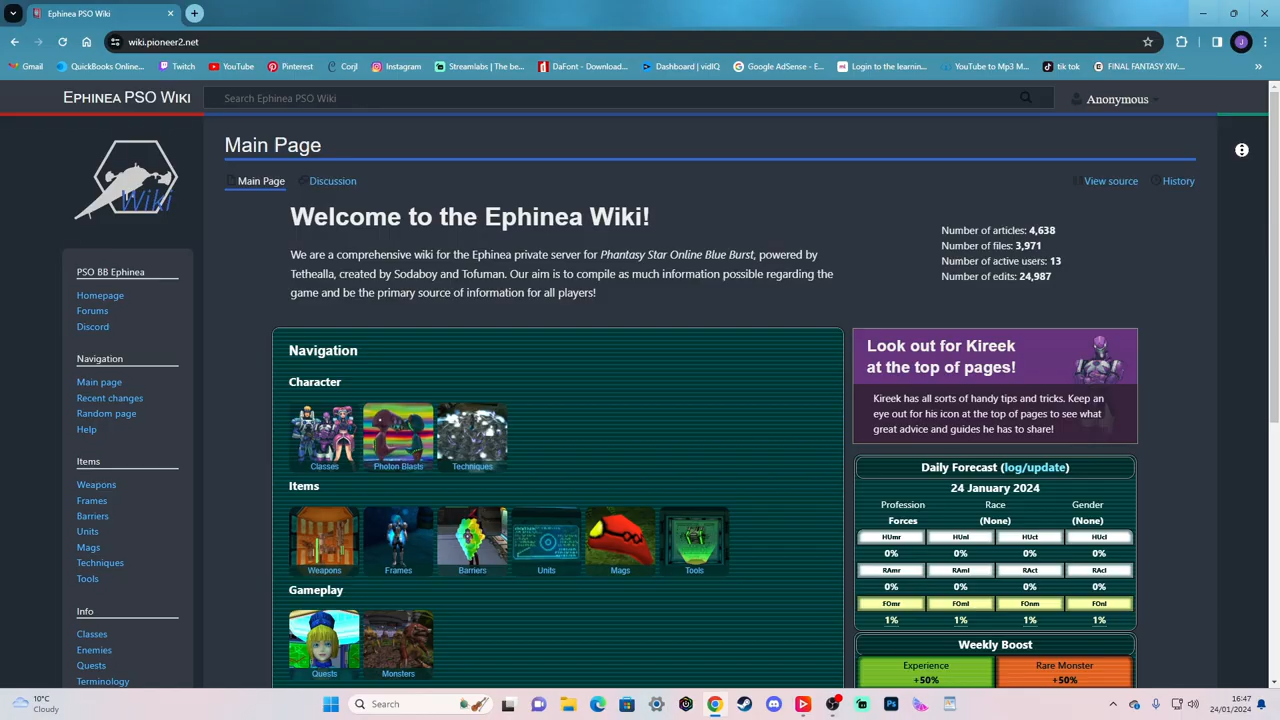 Ephinea PSO Wiki
wiki.pioneer2.net
J
Gmail
QuickBooks Online...
Twitch
YouTube
Pinterest
Corjl
Instagram
Streamlabs | The be...
DaFont - Download...
Dashboard | vidIQ
Google AdSense - E...
Login to the learnin...
YouTube to Mp3 M...
tik tok
FINAL FANTASY XIV:...
EPHINEA PSO WIKI
Search Ephinea PSO Wiki
Anonymous
Wiki
Main Page
Main Page
Discussion
View source
History
Welcome to the Ephinea Wiki!
We are a comprehensive wiki for the Ephinea private server for Phantasy Star Online Blue Burst, powered by
Tethealla, created by Sodaboy and Tofuman. Our aim is to compile as much information possible regarding the
game and be the primary source of information for all players!
Number of articles: 4,638
Number of files: 3,971
Number of active users: 13
Number of edits: 24,987
PSO BB Ephinea
Homepage
Forums
Discord
Navigation
Main page
Recent changes
Random page
Help
Items
Weapons
Frames
Barriers
Units
Mags
Techniques
Tools
Info
Classes
Enemies
Quests
Terminology
Navigation
Character
Classes
Photon Blasts
Techniques
Items
Weapons
Frames
Barriers
Units
Mags
Tools
Gameplay
Quests
Monsters
Look out for Kireek
at the top of pages!
Kireek has all sorts of handy tips and tricks. Keep an
eye out for his icon at the top of pages to see what
great advice and guides he has to share!
Daily Forecast (log/update)
24 January 2024
Profession Race Gender
Forces (None) (None)
HUmr HUnl HUct HUcl
0% 0% 0% 0%
RAmr RAml RAct RAcl
0% 0% 0% 0%
FOmr FOml FOnm FOnl
1% 1% 1% 1%
Weekly Boost
Experience Rare Monster
+50% +50%
10°C
Cloudy
Search
16:47
24/01/2024